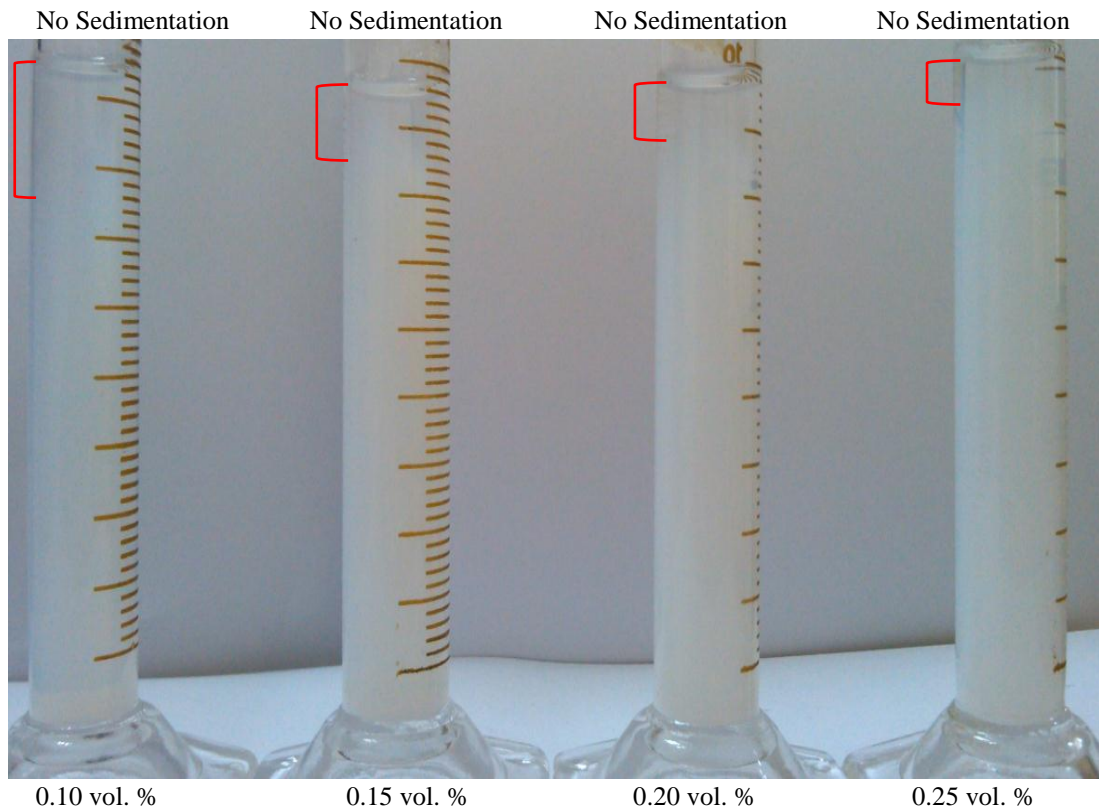 No Sedimentation
No Sedimentation
No Sedimentation
No Sedimentation
10
0.10 vol. %
0.15 vol. %
0.20 vol. %
0.25 vol. %